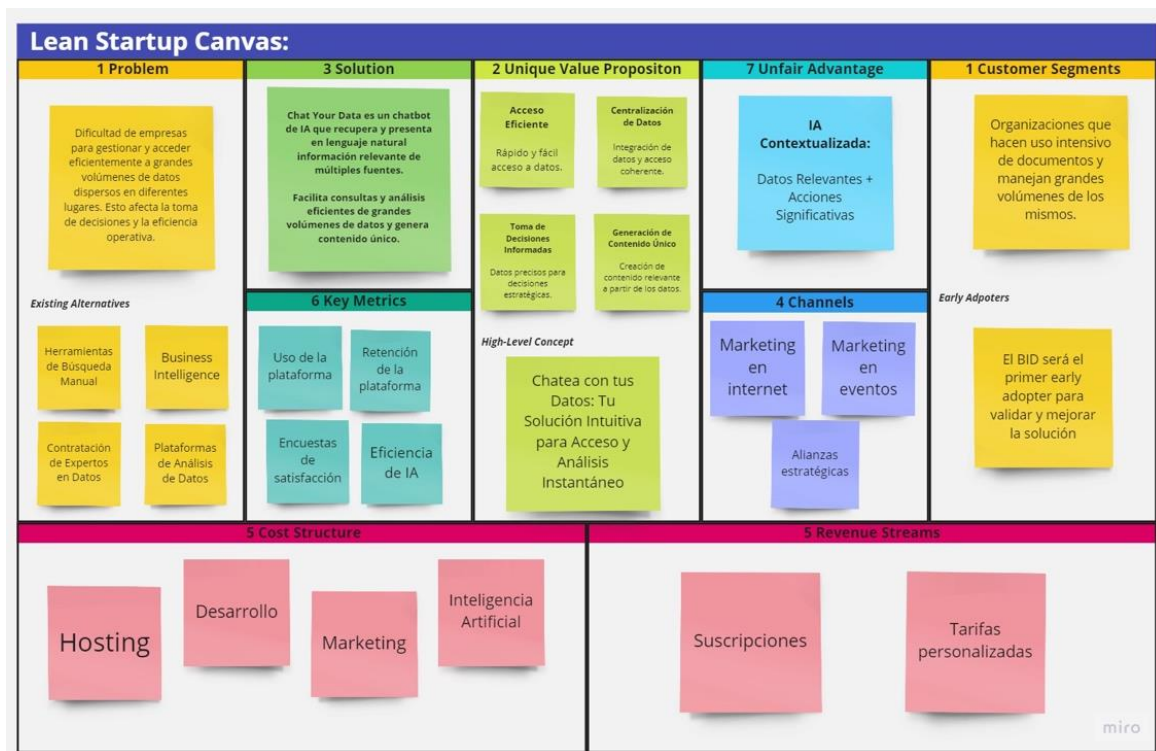 Lean Startup Canvas:
1 Problem
Dificultad de empresas
para gestionar y acceder
eficientemente a grandes
volúmenes de datos
dispersos en diferentes
lugares. Esto afecta la toma
de decisiones y la eficiencia
operativa.
Existing Alternatives
Herramientas
de Búsqueda
Manual
Business
Intelligence
Contratación
de Expertos
en Datos
Plataformas
de Análisis
de Datos
3 Solution
Chat Your Data es un chatbot
de IA que recupera y presenta
en lenguaje natural
información relevante de
múltiples fuentes.
Facilita consultas y análisis
eficientes de grandes
volúmenes de datos y genera
contenido único.
6 Key Metrics
Uso de la
plataforma
Retención
de la
plataforma
Encuestas
de
satisfacción
Eficiencia
de IA
2 Unique Value Propositon
Acceso
Eficiente
Rápido y fácil
acceso a datos.
Centralización
de Datos
Integración de
datos y acceso
coherente.
Toma de
Decisiones
Informadas
Datos precisos para
decisiones
estratégicas.
Generación de
Contenido Único
Creación de
contenido relevante
a partir de los datos.
High-Level Concept
Chatea con tus
Datos: Tu
Solución Intuitiva
para Acceso y
Análisis
Instantáneo
7 Unfair Advantage
IA
Contextualizada:
Datos Relevantes +
Acciones
Significativas
4 Channels
Marketing
en
internet
Marketing
en
eventos
Alianzas
estratégicas
1 Customer Segments
Organizaciones que
hacen uso intensivo
de documentos y
manejan grandes
volúmenes de los
mismos.
Early Adpoters
El BID será el
primer early
adopter para
validar y mejorar
la solución
5 Cost Structure
Hosting
Desarrollo
Marketing
Inteligencia
Artificial
5 Revenue Streams
Suscripciones
Tarifas
personalizadas
miro